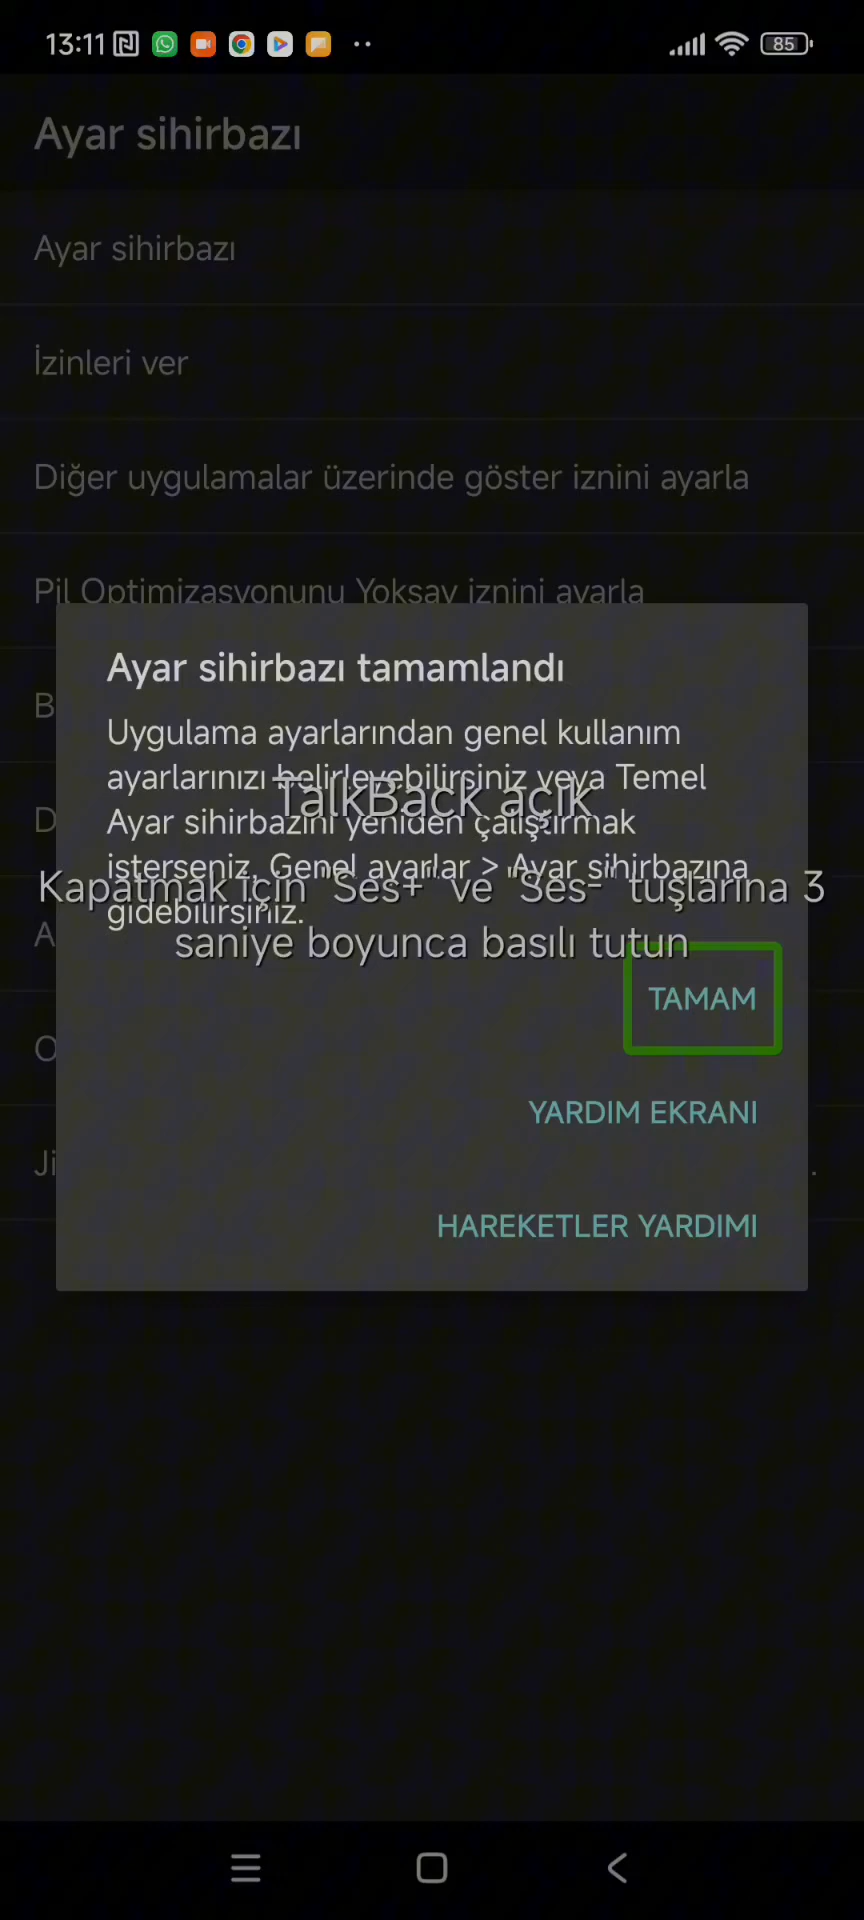 13:11
85
Ayar sihirbazı
Ayar sihirbazı
İzinleri ver
Diğer uygulamalar üzerinde göster iznini ayarla
Pil Optimizasyonunu Yoksay iznini ayarla
B
D
A
O
Ji
.
Ayar sihirbazı tamamlandı
Uygulama ayarlarından genel kullanım
ayarlarınızı belirleyebilirsiniz veya Temel
Ayar sihirbazını yeniden çalıştırmak
isterseniz, Genel ayarlar > Ayar sihirbazına
gidebilirsiniz.
TalkBack açık
Kapatmak için "Ses+" ve "Ses-" tuşlarına 3
saniye boyunca basılı tutun
TAMAM
YARDIM EKRANI
HAREKETLER YARDIMI